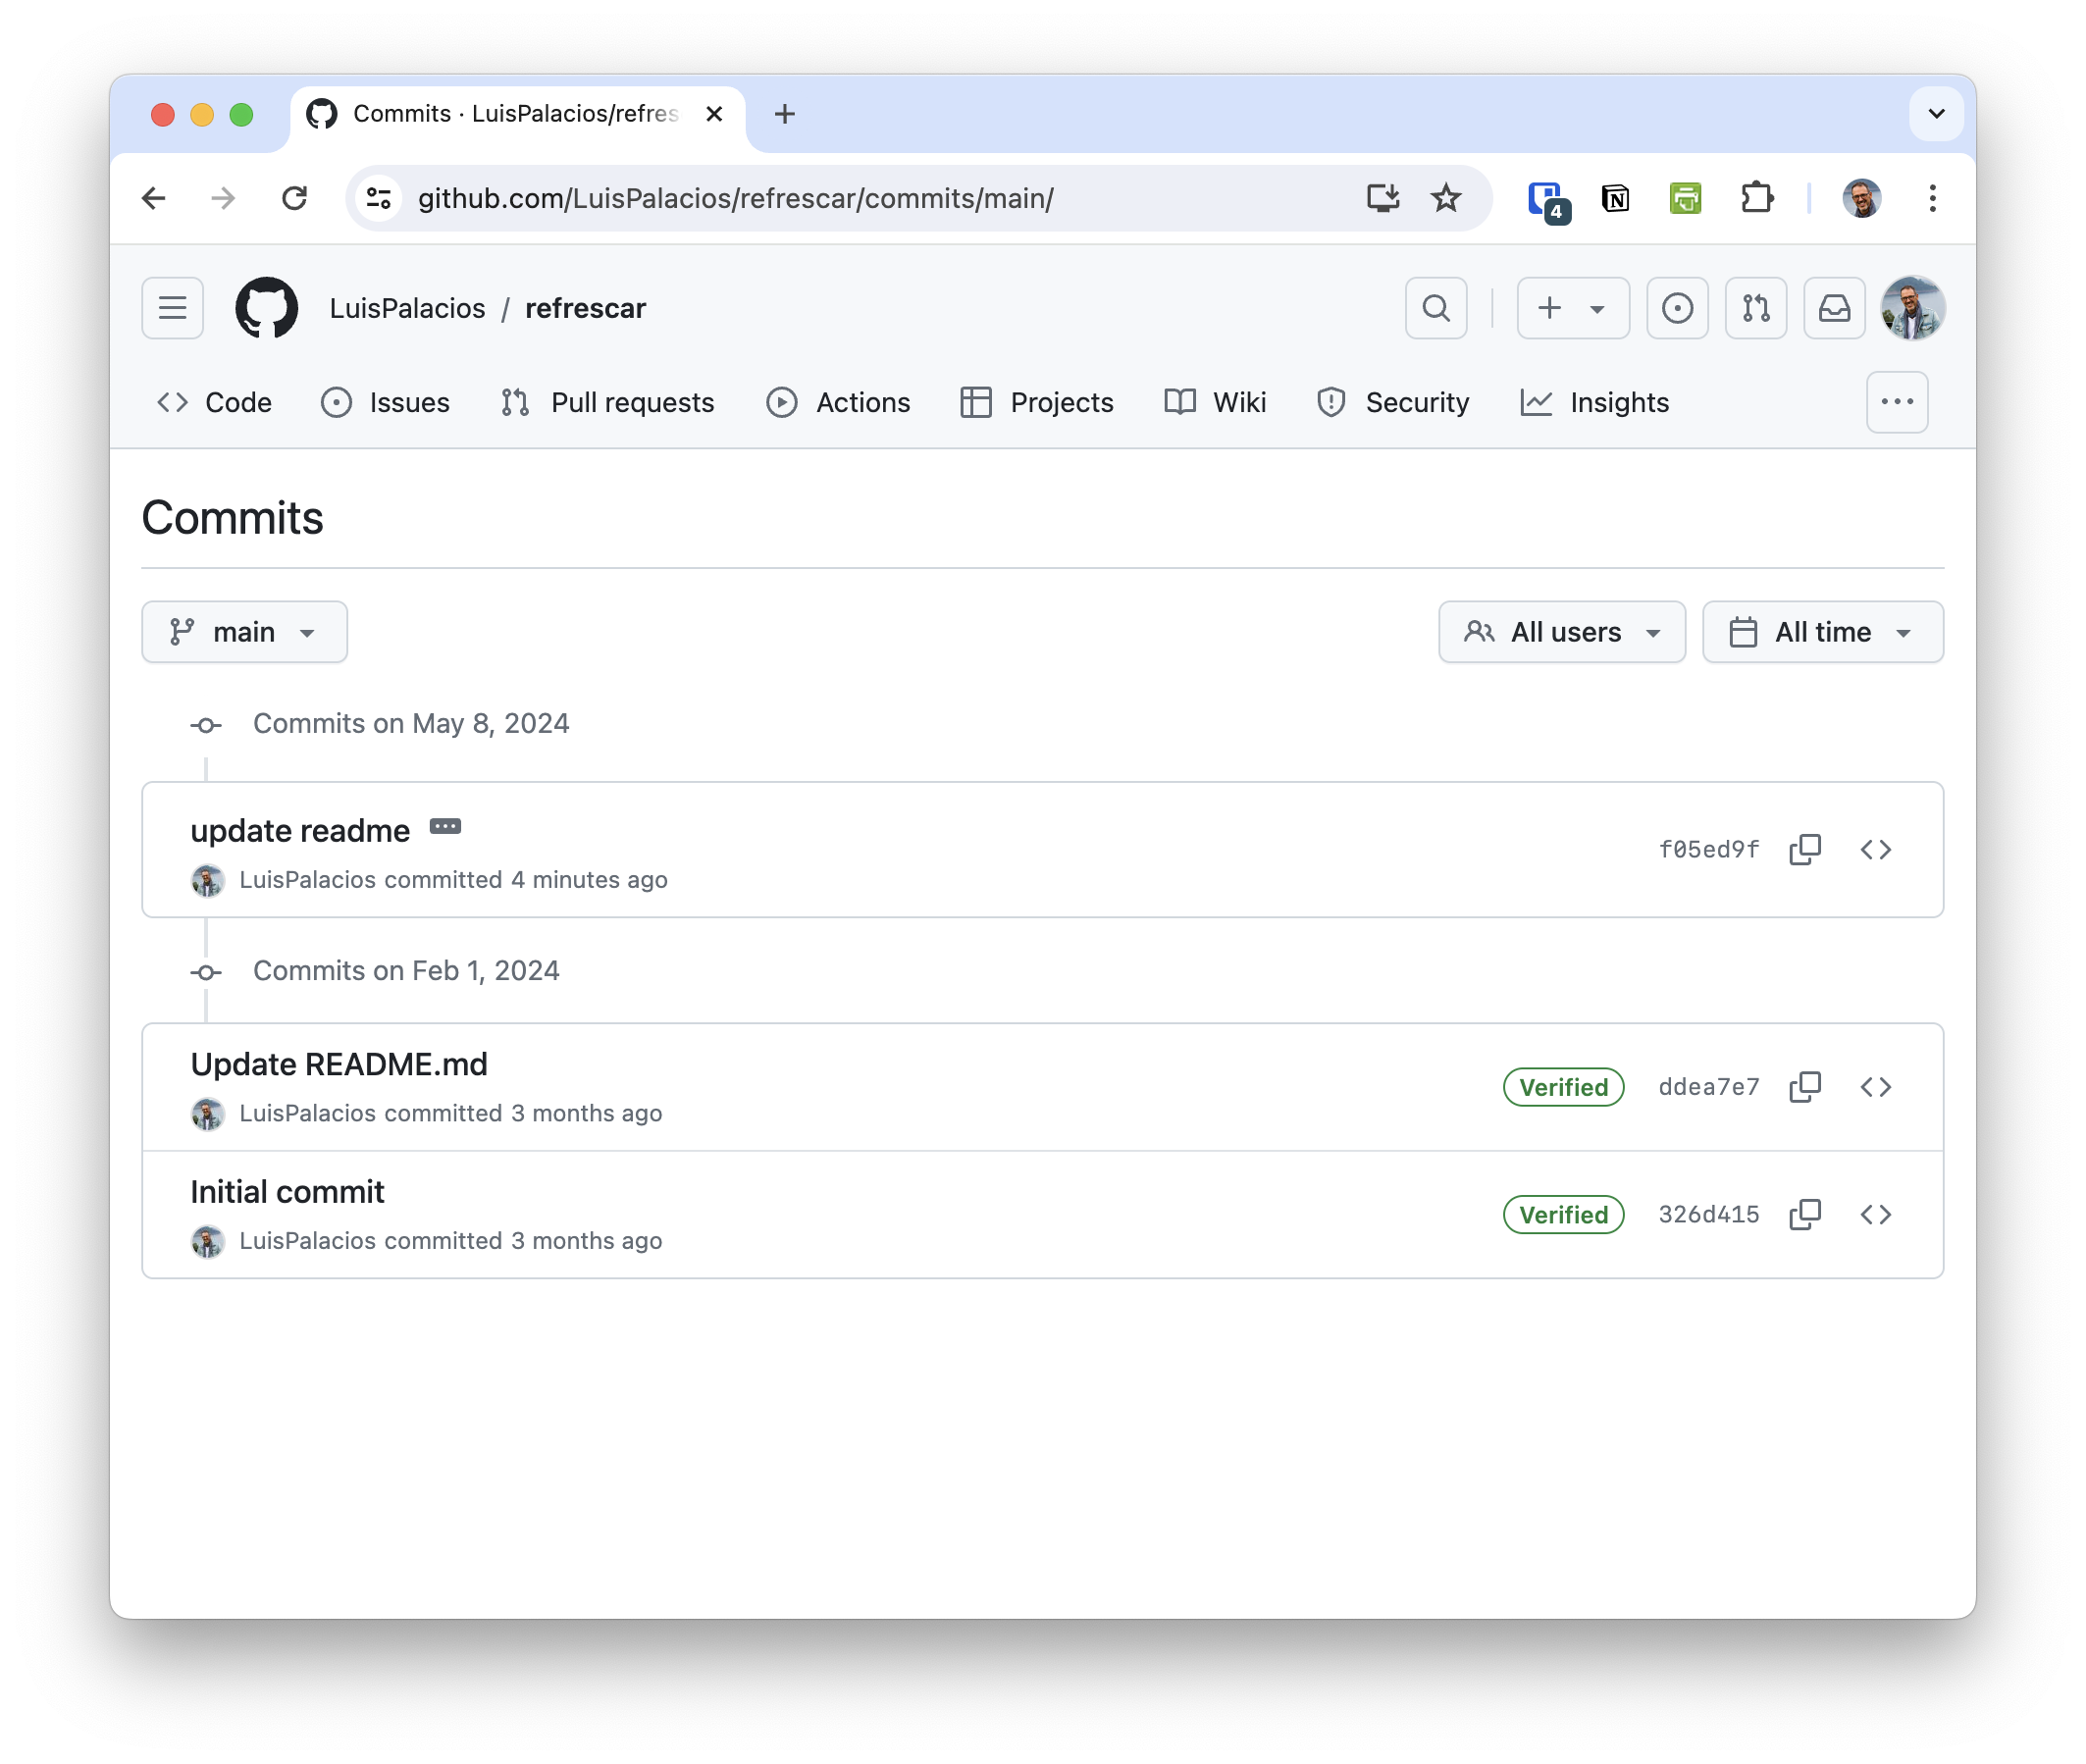 Commits · LuisPalacios/refres
github.com/LuisPalacios/refrescar/commits/main/
4
LuisPalacios / refrescar
Code Issues Pull requests Actions Projects Wiki Security Insights
Commits
main All users All time
Commits on May 8, 2024
update readme
f05ed9f
LuisPalacios committed 4 minutes ago
Commits on Feb 1, 2024
Update README.md
Verified ddea7e7
LuisPalacios committed 3 months ago
Initial commit
Verified 326d415
LuisPalacios committed 3 months ago